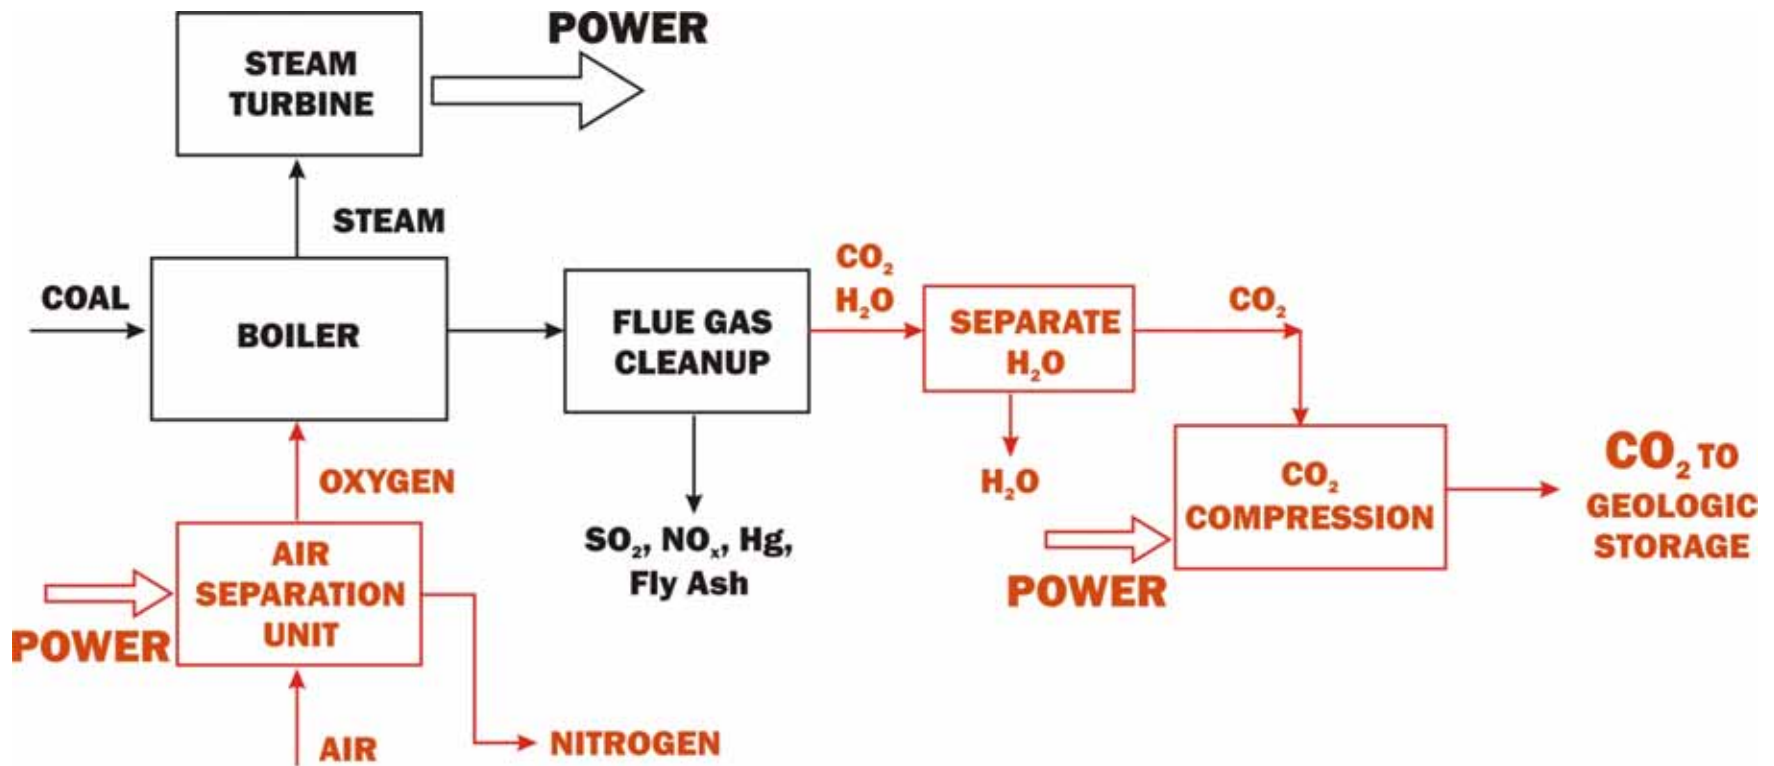 POWER
STEAM
TURBINE
STEAM
COAL
BOILER
FLUE GAS
CLEANUP
CO₂
H₂O
SEPARATE
H₂O
CO₂
OXYGEN
SO₂, NOₓ, Hg,
Fly Ash
H₂O
CO₂
COMPRESSION
CO₂ TO
GEOLOGIC
STORAGE
POWER
AIR
SEPARATION
UNIT
POWER
AIR
NITROGEN